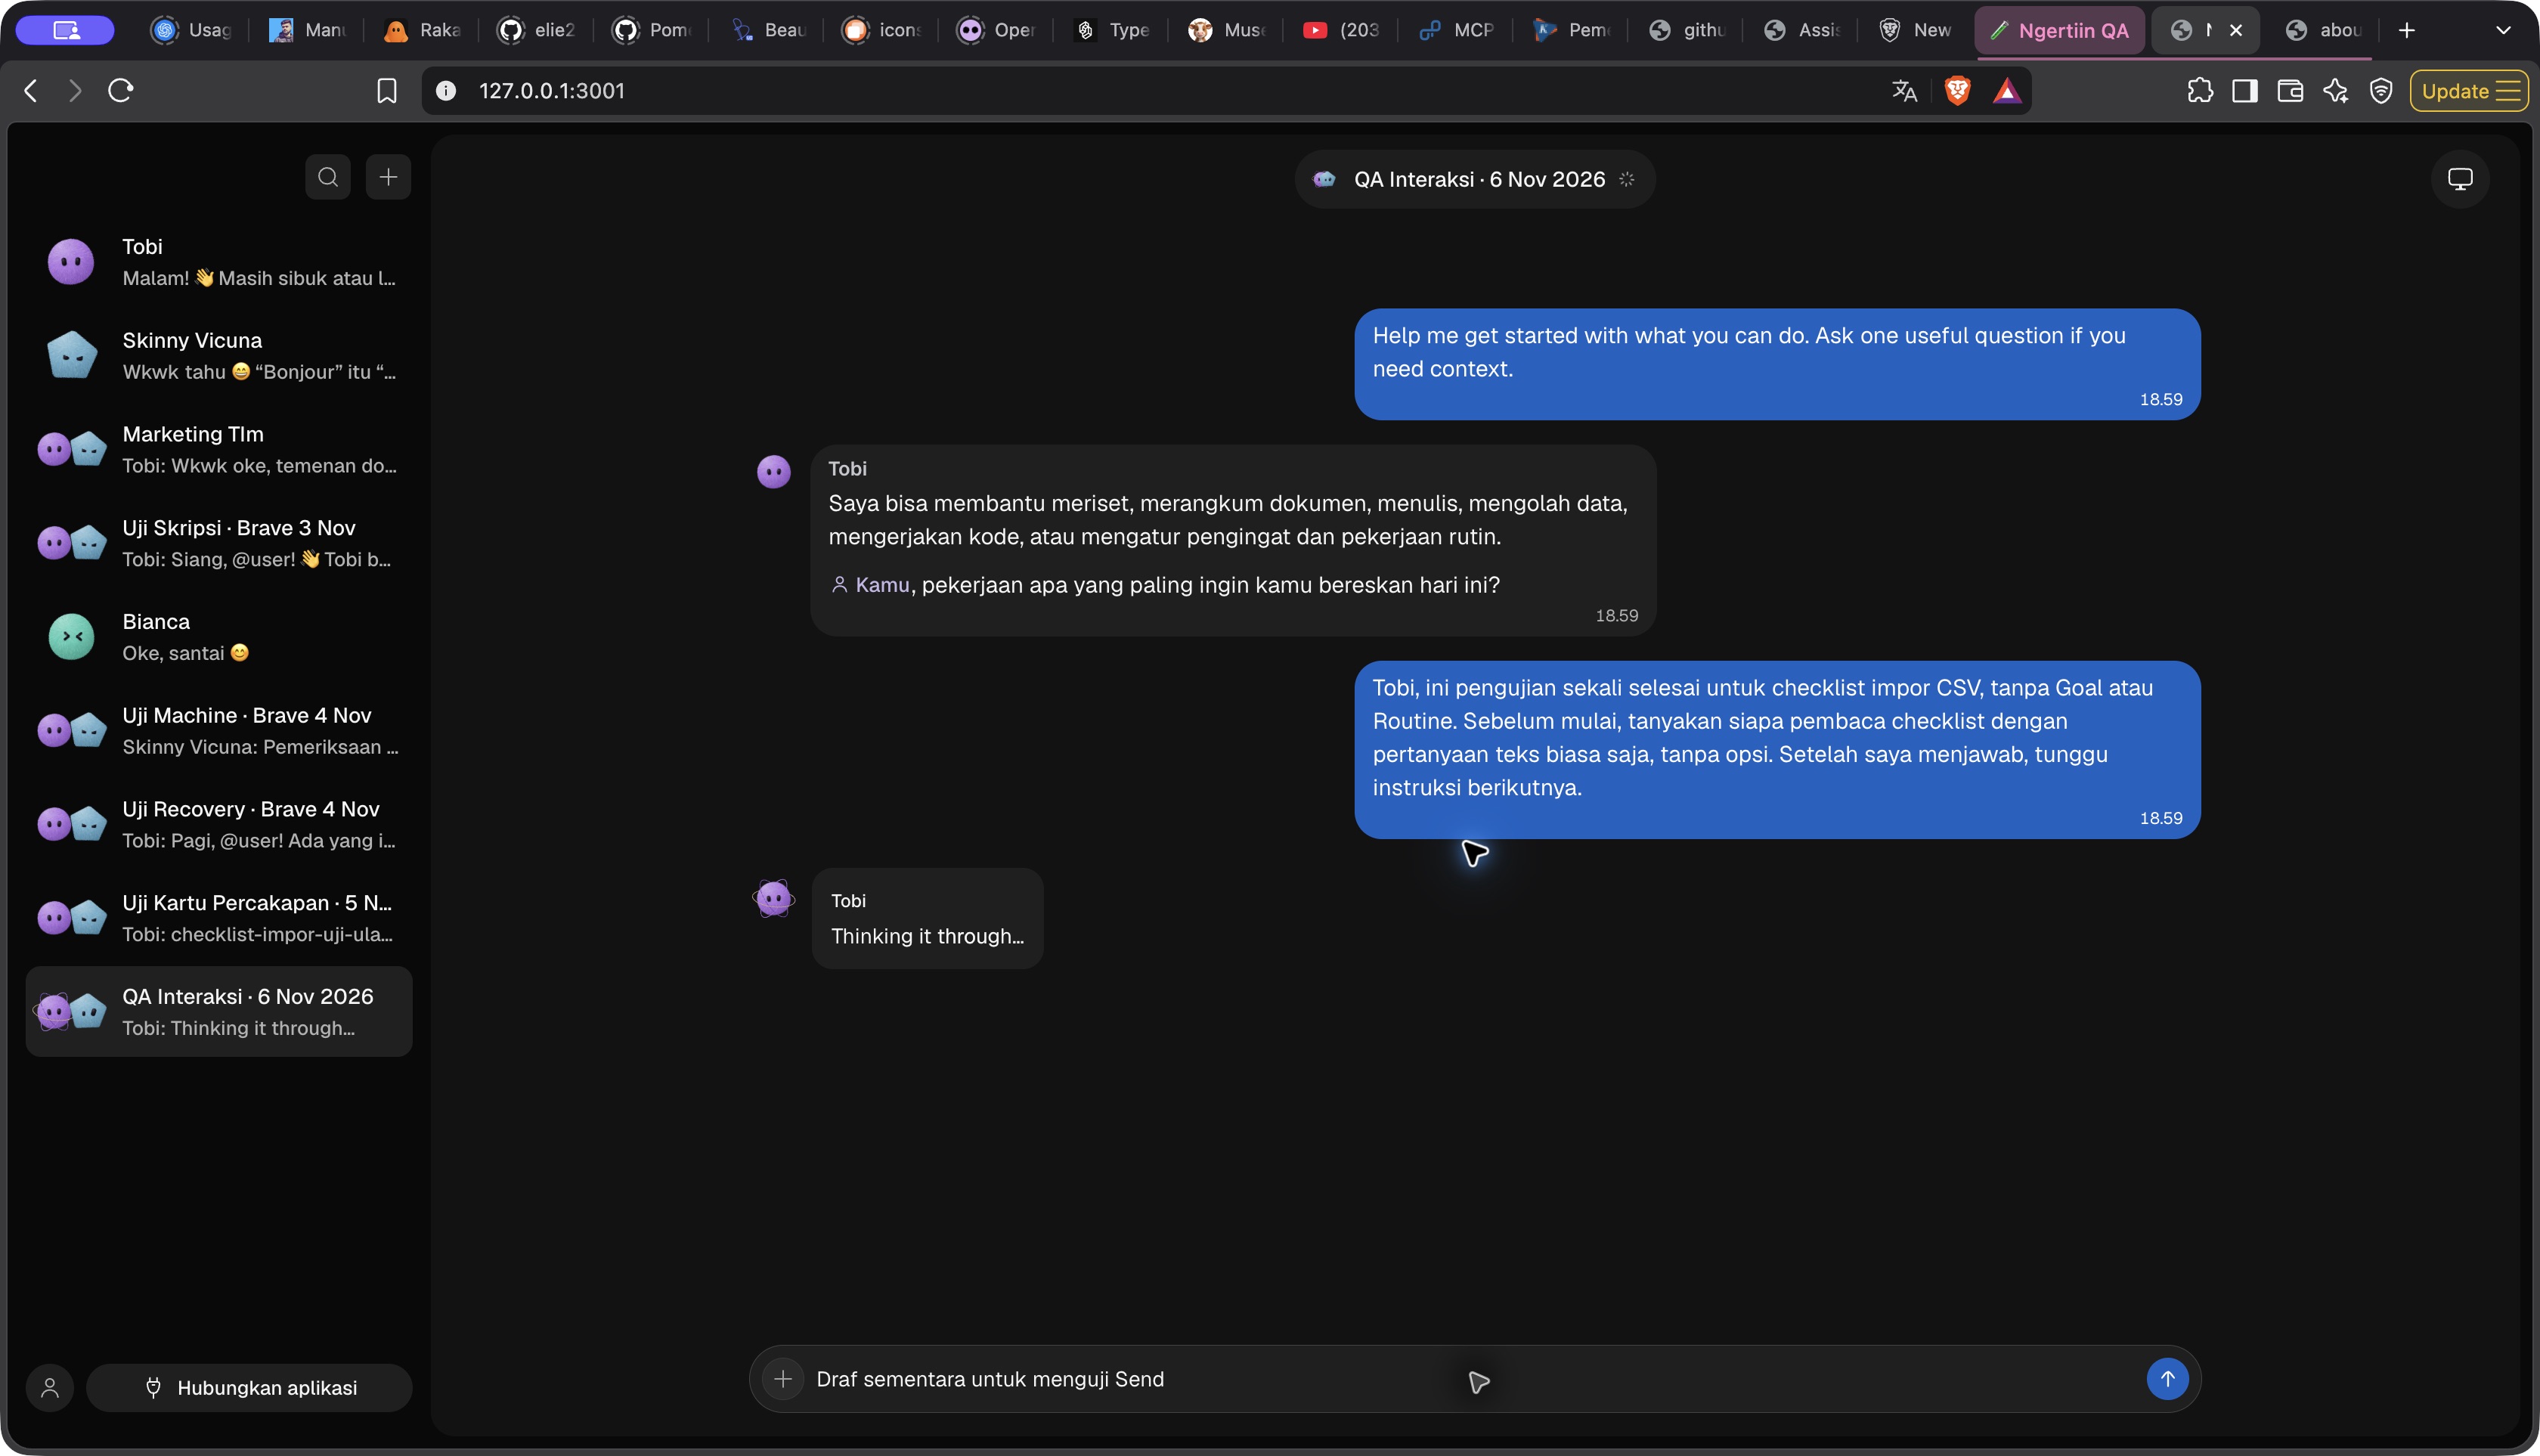 Usag
Manu
Raka
elie2
Pom
Beau
icons
Oper
Type
Muse
(203
MCP
Peme
githu
Assis
New
Ngertiin QA
abou
127.0.0.1:3001
Update
QA Interaksi · 6 Nov 2026
Tobi
Malam! 👋 Masih sibuk atau l...
Skinny Vicuna
Wkwk tahu 😄 “Bonjour” itu “...
Marketing TIm
Tobi: Wkwk oke, temenan do...
Uji Skripsi · Brave 3 Nov
Tobi: Siang, @user! 👋 Tobi b...
Bianca
Oke, santai 😊
Uji Machine · Brave 4 Nov
Skinny Vicuna: Pemeriksaan ...
Uji Recovery · Brave 4 Nov
Tobi: Pagi, @user! Ada yang i...
Uji Kartu Percakapan · 5 N...
Tobi: checklist-impor-uji-ula...
QA Interaksi · 6 Nov 2026
Tobi: Thinking it through...
Hubungkan aplikasi
Help me get started with what you can do. Ask one useful question if you
need context.
18.59
Tobi
Saya bisa membantu meriset, merangkum dokumen, menulis, mengolah data,
mengerjakan kode, atau mengatur pengingat dan pekerjaan rutin.
Kamu, pekerjaan apa yang paling ingin kamu bereskan hari ini?
18.59
Tobi, ini pengujian sekali selesai untuk checklist impor CSV, tanpa Goal atau
Routine. Sebelum mulai, tanyakan siapa pembaca checklist dengan
pertanyaan teks biasa saja, tanpa opsi. Setelah saya menjawab, tunggu
instruksi berikutnya.
18.59
Tobi
Thinking it through...
Draf sementara untuk menguji Send